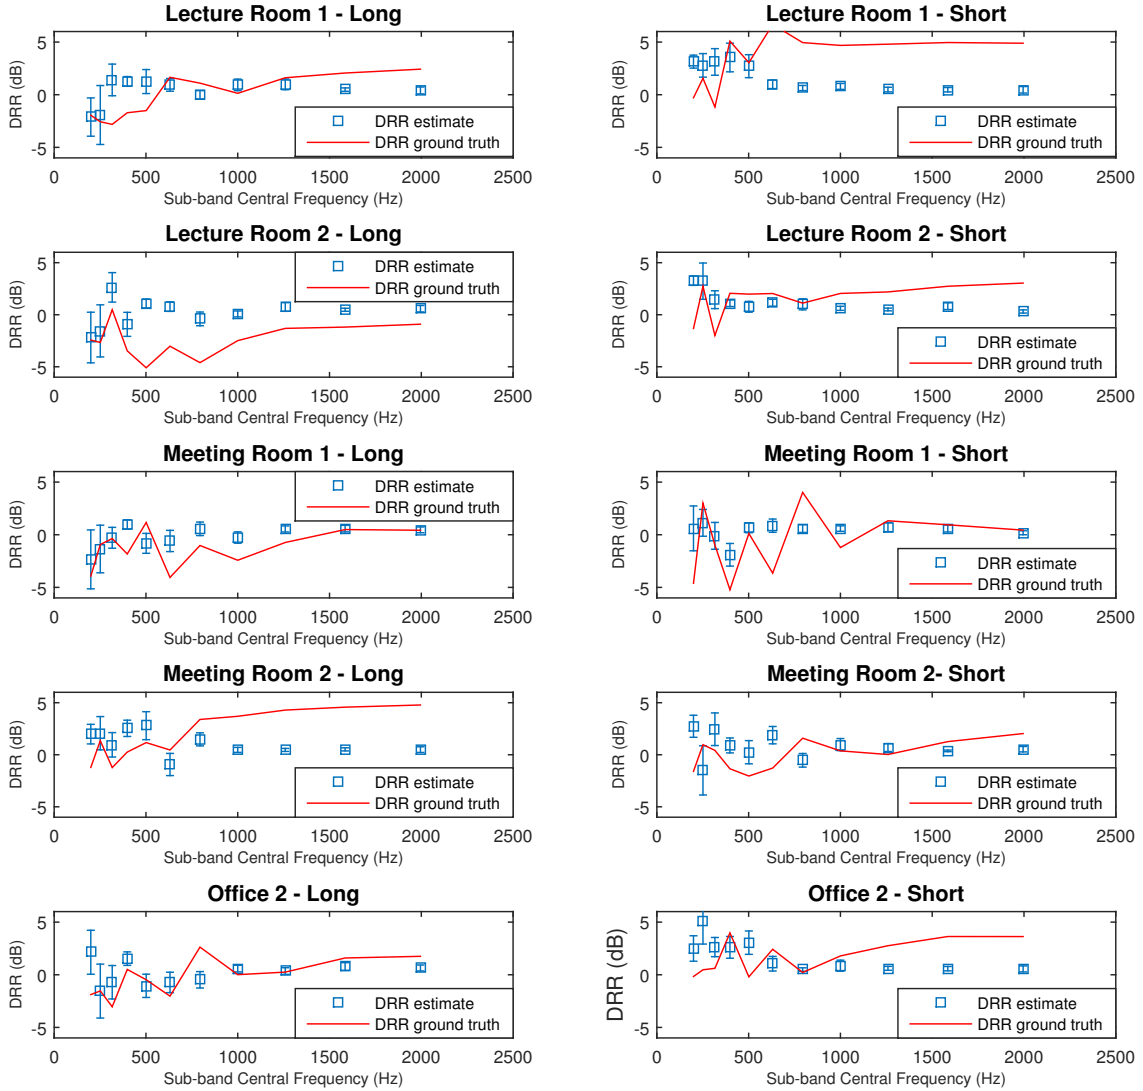 Lecture Room 1 - Long
DRR (dB)
5
0
-5
DRR estimate
DRR ground truth
0 500 1000 1500 2000 2500
Sub-band Central Frequency (Hz)
Lecture Room 1 - Short
DRR (dB)
5
0
-5
DRR estimate
DRR ground truth
0 500 1000 1500 2000 2500
Sub-band Central Frequency (Hz)
Lecture Room 2 - Long
DRR (dB)
5
0
-5
DRR estimate
DRR ground truth
0 500 1000 1500 2000 2500
Sub-band Central Frequency (Hz)
Lecture Room 2 - Short
DRR (dB)
5
0
-5
DRR estimate
DRR ground truth
0 500 1000 1500 2000 2500
Sub-band Central Frequency (Hz)
Meeting Room 1 - Long
DRR (dB)
5
0
-5
DRR estimate
DRR ground truth
0 500 1000 1500 2000 2500
Sub-band Central Frequency (Hz)
Meeting Room 1 - Short
DRR (dB)
5
0
-5
DRR estimate
DRR ground truth
0 500 1000 1500 2000 2500
Sub-band Central Frequency (Hz)
Meeting Room 2 - Long
DRR (dB)
5
0
-5
DRR estimate
DRR ground truth
0 500 1000 1500 2000 2500
Sub-band Central Frequency (Hz)
Meeting Room 2- Short
DRR (dB)
5
0
-5
DRR estimate
DRR ground truth
0 500 1000 1500 2000 2500
Sub-band Central Frequency (Hz)
Office 2 - Long
DRR (dB)
5
0
-5
DRR estimate
DRR ground truth
0 500 1000 1500 2000 2500
Sub-band Central Frequency (Hz)
Office 2 - Short
DRR (dB)
5
0
-5
DRR estimate
DRR ground truth
0 500 1000 1500 2000 2500
Sub-band Central Frequency (Hz)